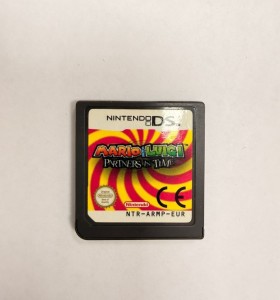 NINTENDO DS
MARIO & LUIGI
PARTNERS IN TIME
CE
Nintendo
NTR-ARMP-EUR